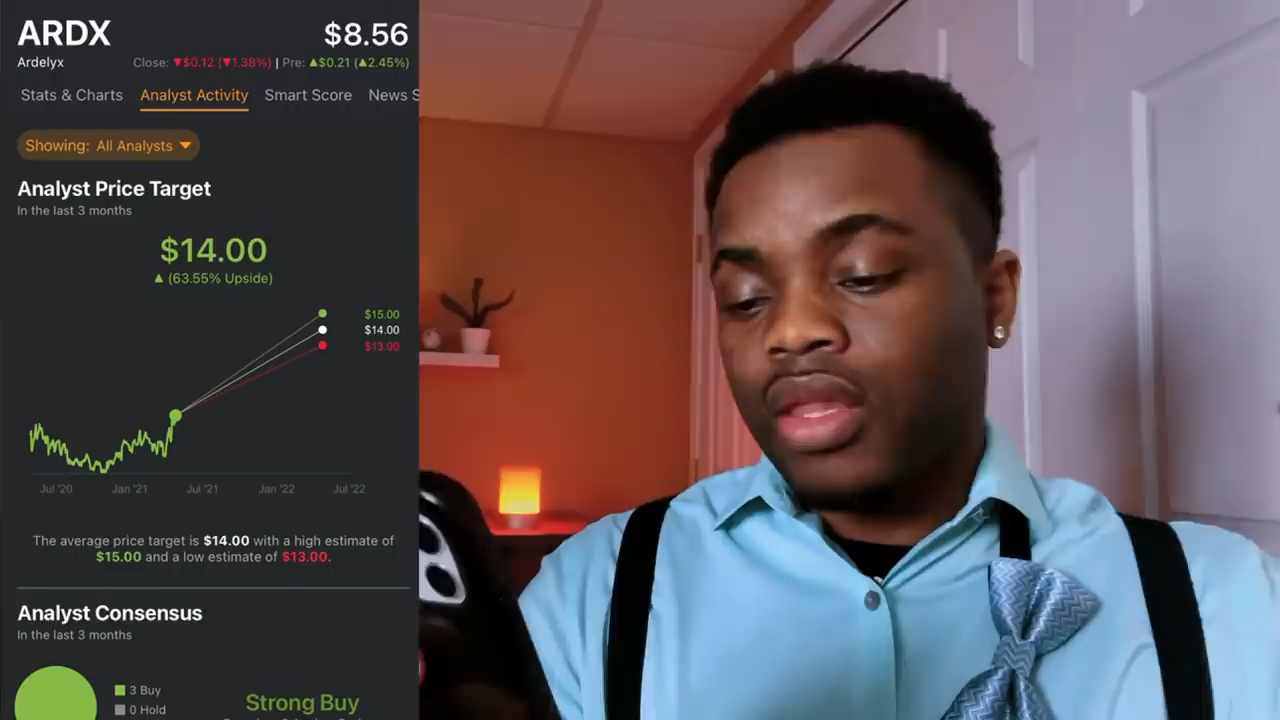 ARDX
$8.56
Ardelyx
Close: ▼$0.12 (▼1.38%) | Pre: ▲$0.21 (▲2.45%)
Stats & Charts Analyst Activity Smart Score News S
Showing: All Analysts
Analyst Price Target
In the last 3 months
$14.00
▲ (63.55% Upside)
$15.00
$14.00
$13.00
Jul '20 Jan '21 Jul '21 Jan '22 Jul '22
The average price target is $14.00 with a high estimate of
$15.00 and a low estimate of $13.00.
Analyst Consensus
In the last 3 months
3 Buy
0 Hold
Strong Buy